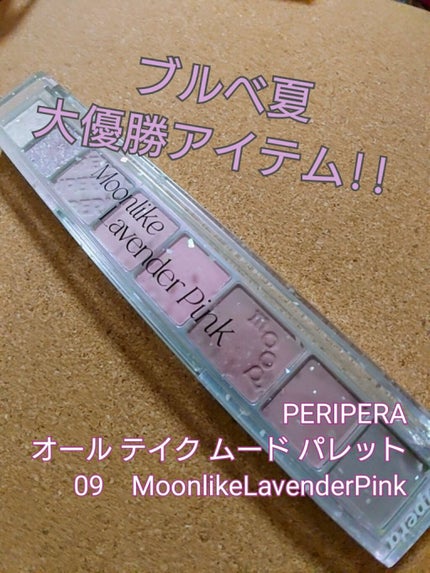 ブルベ夏
大優勝アイテム!!
Moonlike
Lavender Pink
mood
PERIPERA
オール テイク ムード パレット
09 MoonlikeLavenderPink